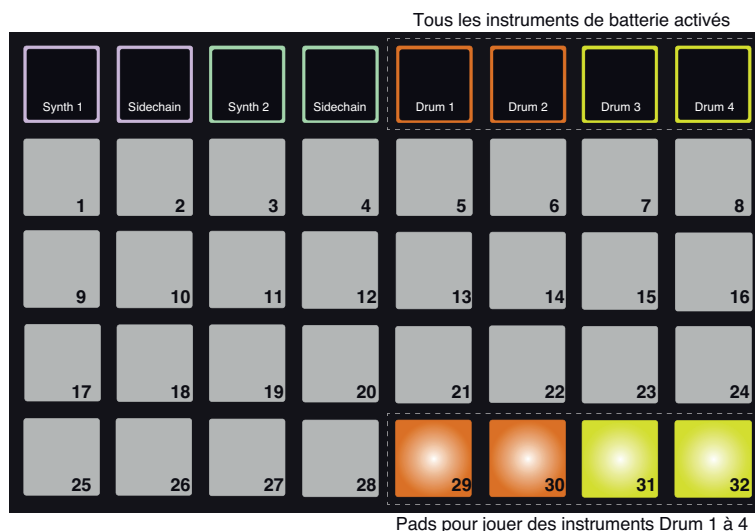 Tous les instruments de batterie activés
Synth 1 Sidechain Synth 2 Sidechain Drum 1 Drum 2 Drum 3 Drum 4
1 2 3 4 5 6 7 8
9 10 11 12 13 14 15 16
17 18 19 20 21 22 23 24
25 26 27 28 29 30 31 32
Pads pour jouer des instruments Drum 1 à 4